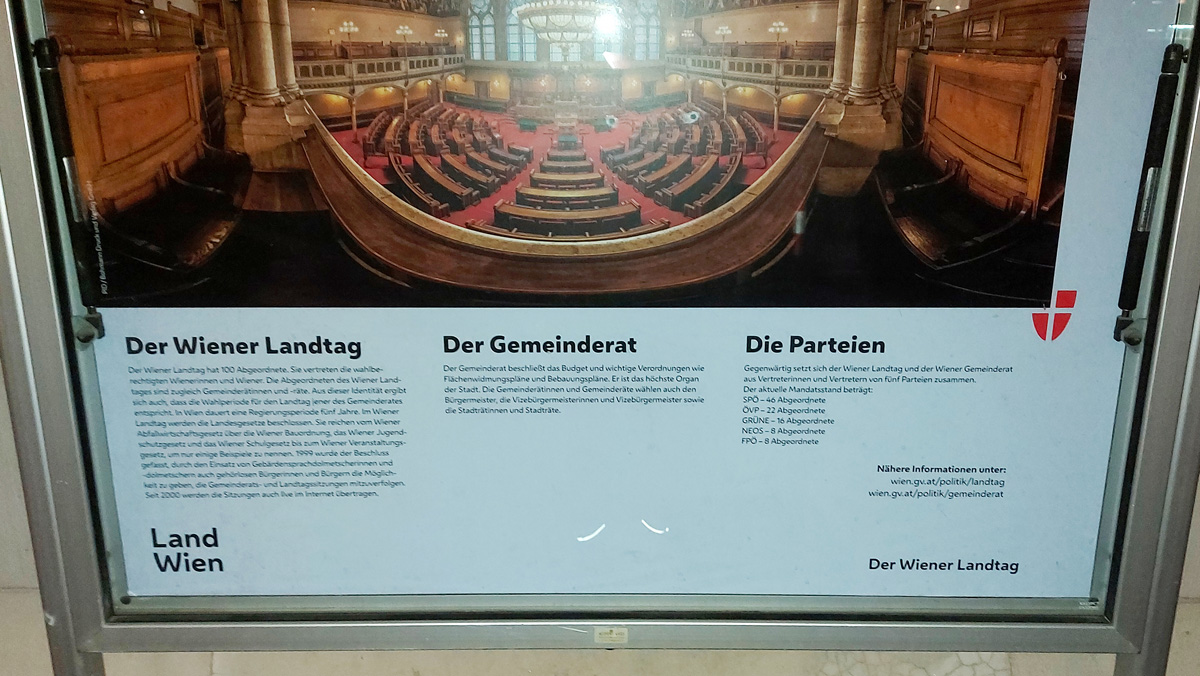 PID / Bohmann Druck und Verlag
Der Wiener Landtag
Der Wiener Landtag hat 100 Abgeordnete. Sie vertreten die wahlbe-
rechtigten Wienerinnen und Wiener. Die Abgeordneten des Wiener Land-
tages sind zugleich Gemeinderätinnen und -räte. Aus dieser Identität ergibt
sich auch, dass die Wahlperiode für den Landtag jener des Gemeinderates
entspricht. In Wien dauert eine Regierungsperiode fünf Jahre. Im Wiener
Landtag werden die Landesgesetze beschlossen. Sie reichen vom Wiener
Abfallwirtschaftsgesetz über die Wiener Bauordnung, das Wiener Jugend-
schutzgesetz und das Wiener Schulgesetz bis zum Wiener Veranstaltungs-
gesetz, um nur einige Beispiele zu nennen. 1999 wurde der Beschluss
gefasst, durch den Einsatz von Gebärdensprachdolmetscherinnen und
-dolmetschern auch gehörlosen Bürgerinnen und Bürgern die Möglich-
keit zu geben, die Gemeinderats- und Landtagssitzungen mitzuverfolgen.
Seit 2000 werden die Sitzungen auch live im Internet übertragen.
Der Gemeinderat
Der Gemeinderat beschließt das Budget und wichtige Verordnungen wie
Flächenwidmungspläne und Bebauungspläne. Er ist das höchste Organ
der Stadt. Die Gemeinderätinnen und Gemeinderäte wählen auch den
Bürgermeister, die Vizebürgermeisterinnen und Vizebürgermeister sowie
die Stadträtinnen und Stadträte.
Die Parteien
Gegenwärtig setzt sich der Wiener Landtag und der Wiener Gemeinderat
aus Vertreterinnen und Vertretern von fünf Parteien zusammen.
Der aktuelle Mandatsstand beträgt:
SPÖ – 46 Abgeordnete
ÖVP – 22 Abgeordnete
GRÜNE – 16 Abgeordnete
NEOS – 8 Abgeordnete
FPÖ – 8 Abgeordnete
Nähere Informationen unter:
wien.gv.at/politik/landtag
wien.gv.at/politik/gemeinderat
Land
Wien
Der Wiener Landtag